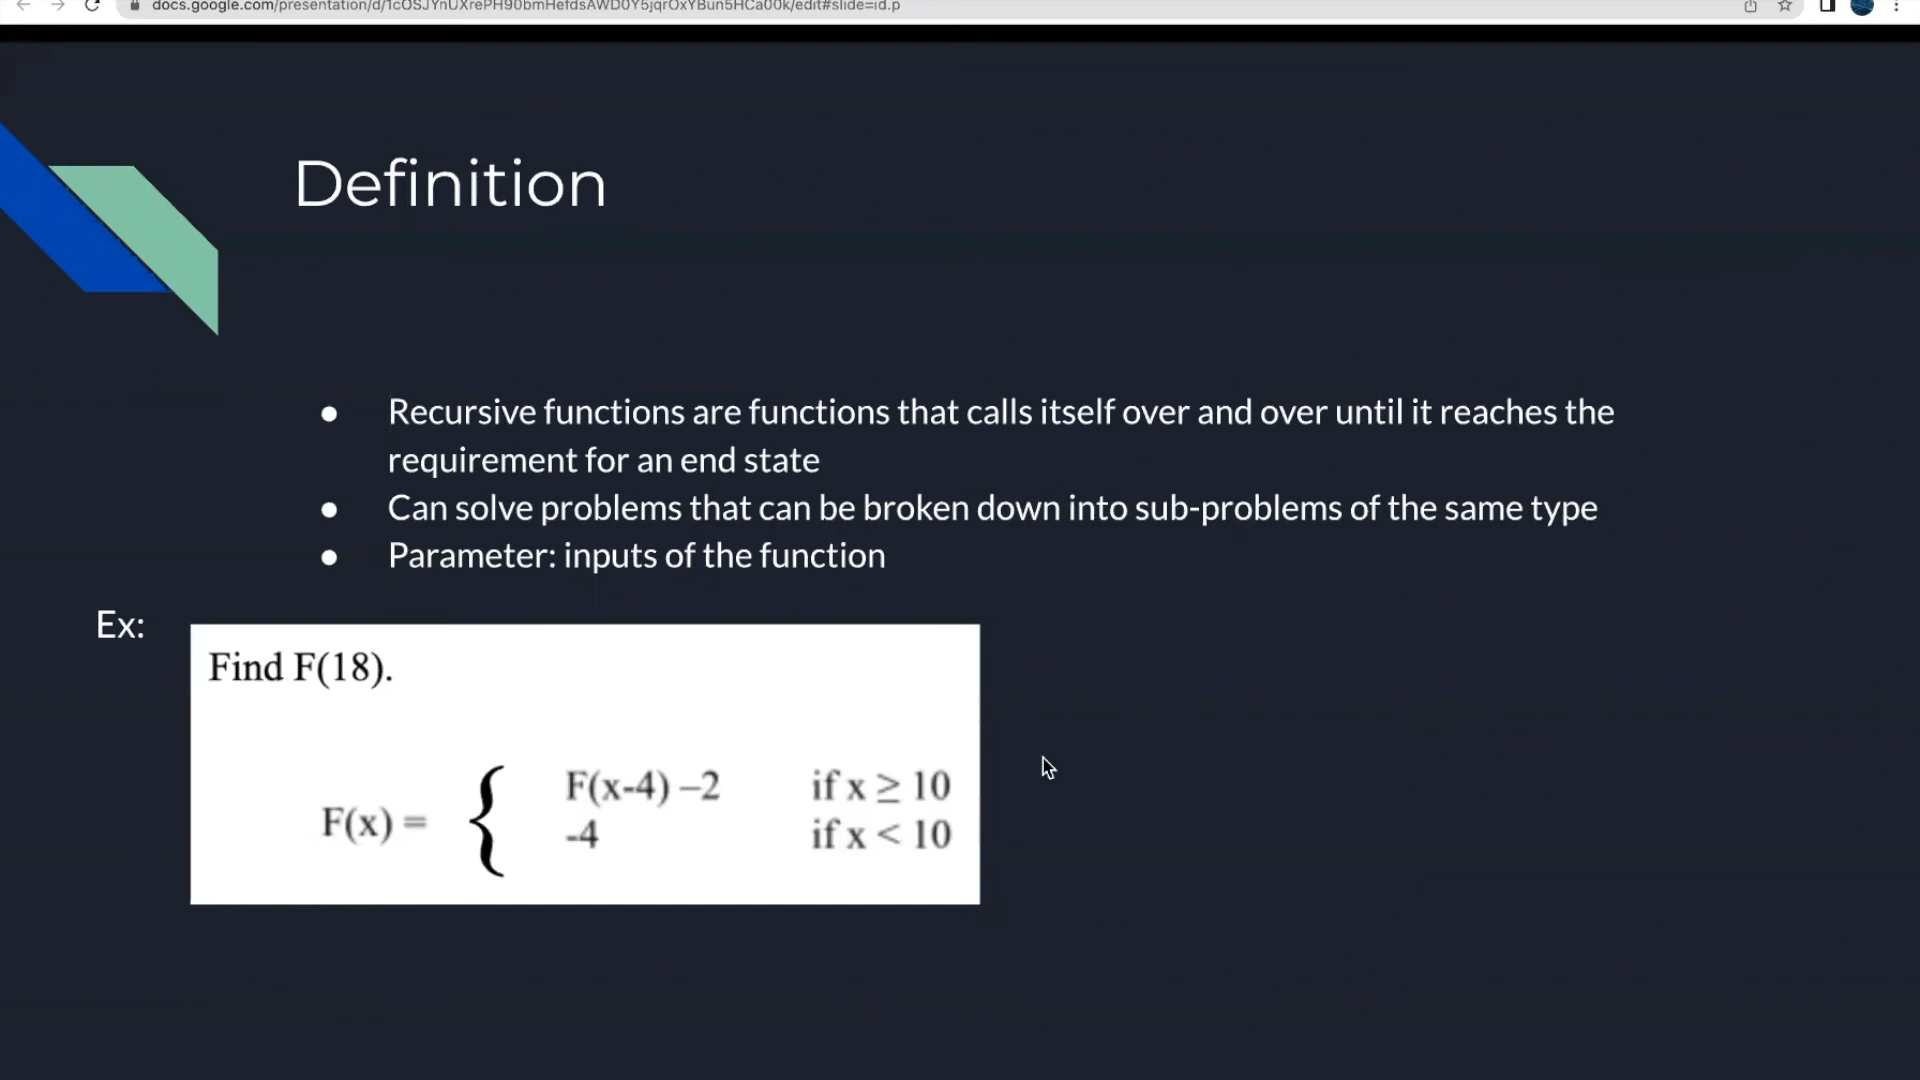 Definition
● Recursive functions are functions that calls itself over and over until it reaches the
requirement for an end state
● Can solve problems that can be broken down into sub-problems of the same type
● Parameter: inputs of the function
Ex:
Find F(18).
F(x-4) –2 if x ≥ 10
F(x) = {
-4 if x < 10